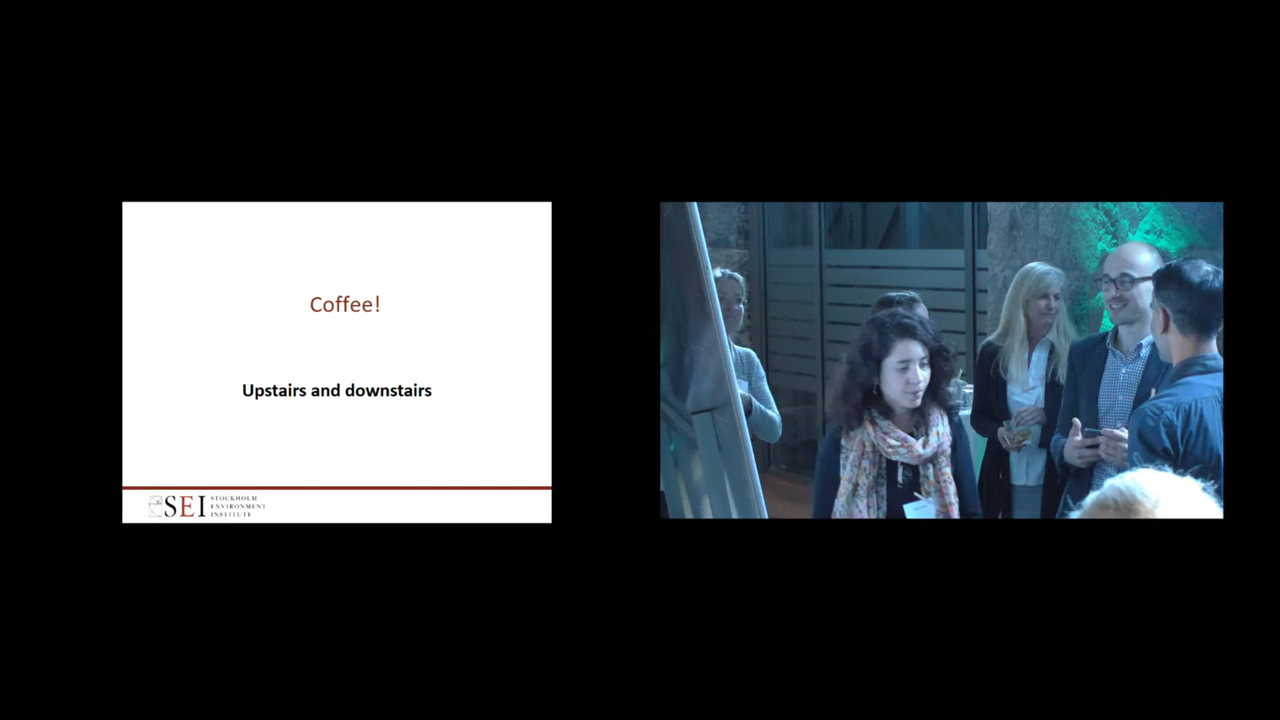 Coffee!
Upstairs and downstairs
SEI STOCKHOLM
ENVIRONMENT
INSTITUTE